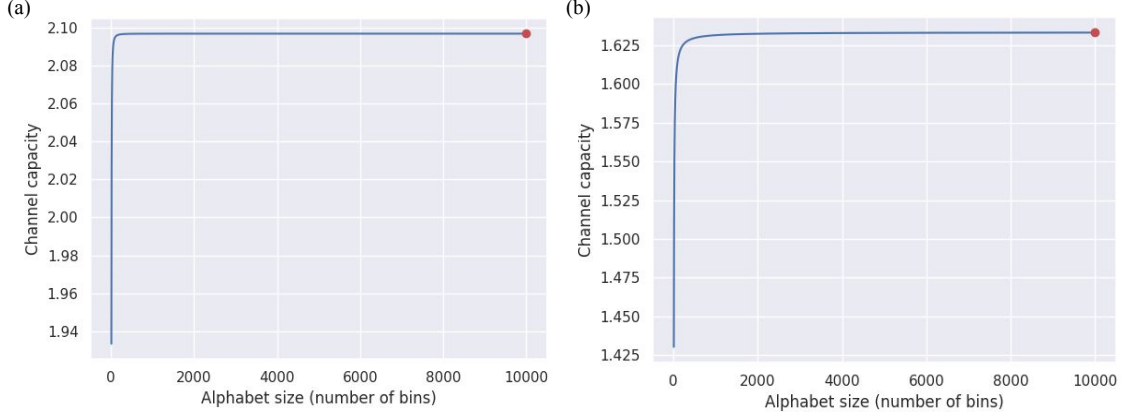 (a)
2.10
2.08
2.06
2.04
2.02
2.00
1.98
1.96
1.94
Channel capacity
0 2000 4000 6000 8000 10000
Alphabet size (number of bins)
(b)
1.625
1.600
1.575
1.550
1.525
1.500
1.475
1.450
1.425
Channel capacity
0 2000 4000 6000 8000 10000
Alphabet size (number of bins)